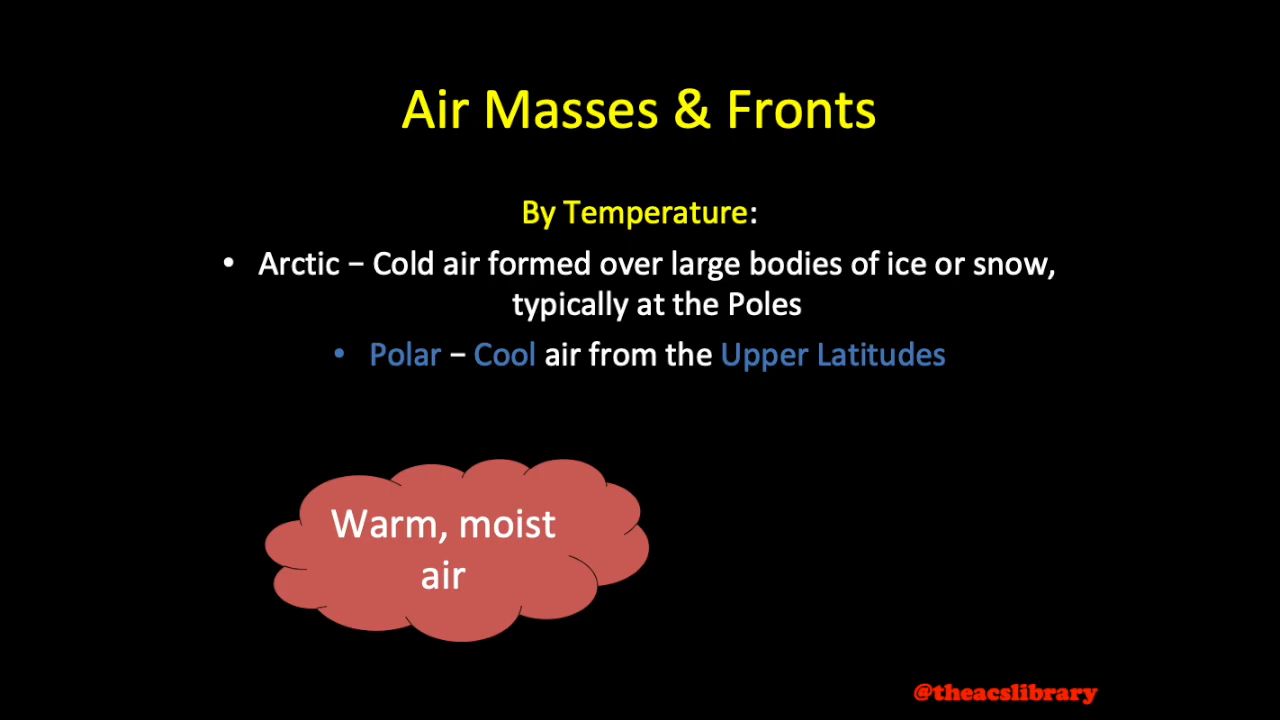 Air Masses & Fronts
By Temperature:
• Arctic – Cold air formed over large bodies of ice or snow,
typically at the Poles
• Polar – Cool air from the Upper Latitudes
Warm, moist
air
@theacslibrary